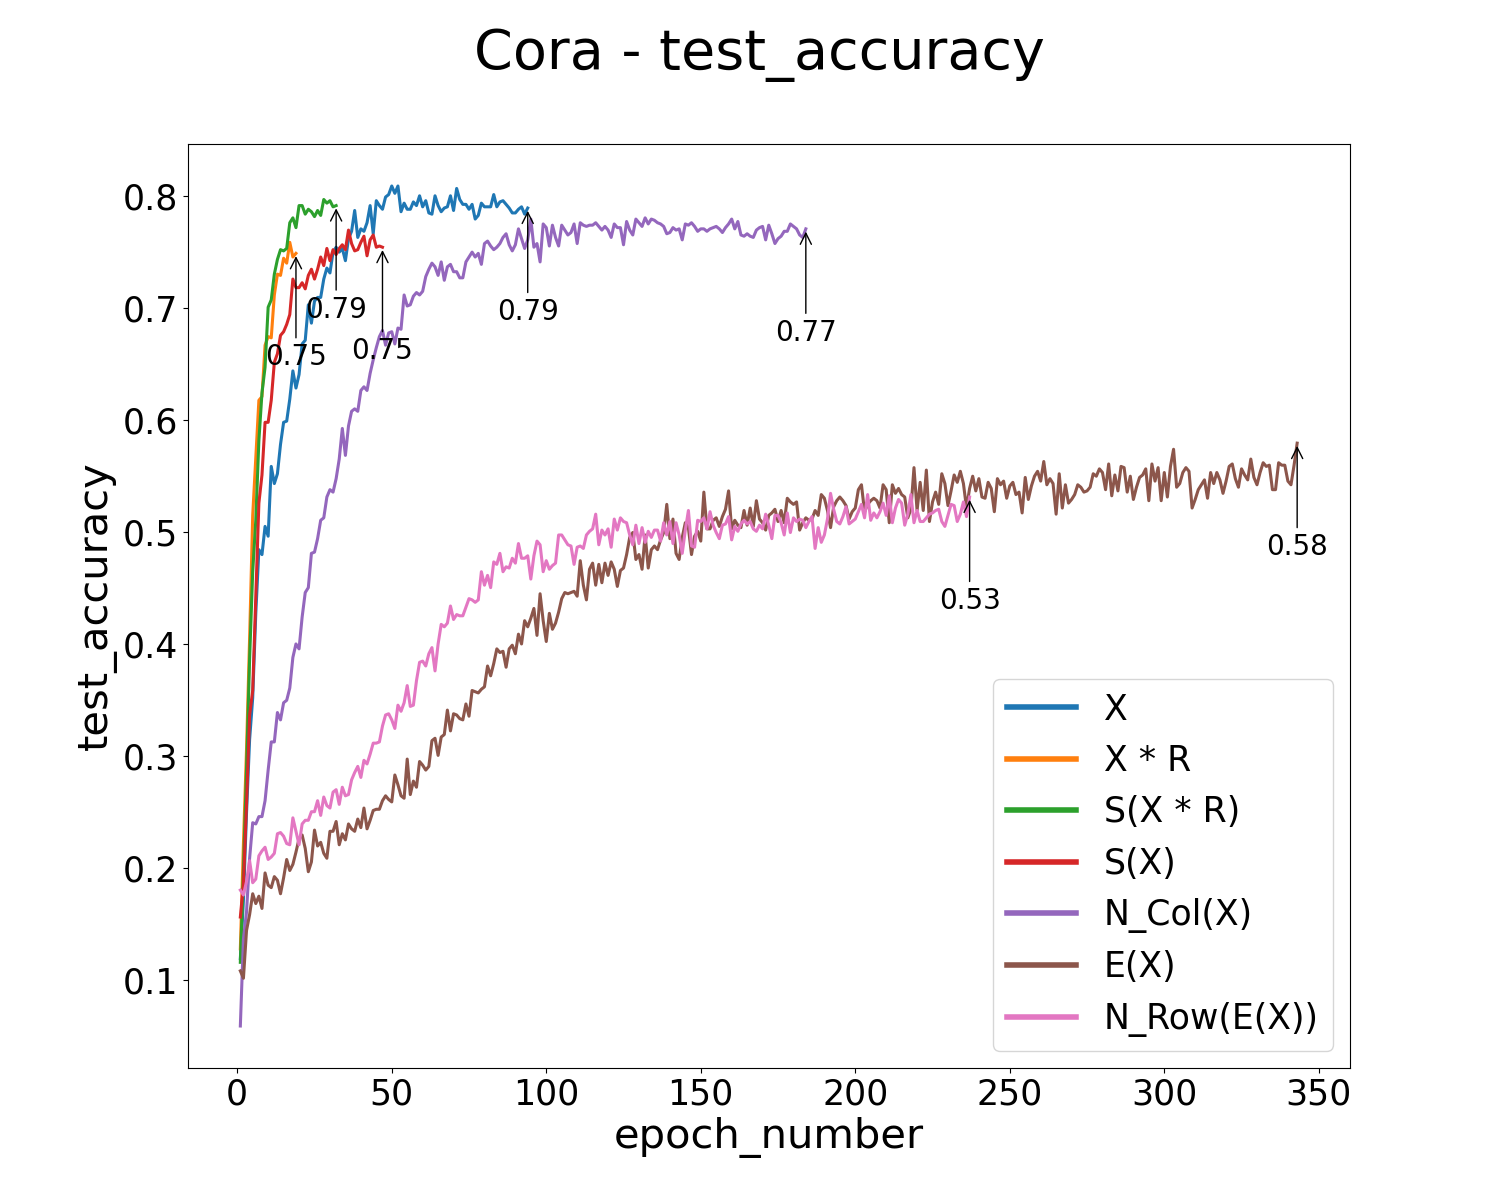 Cora - test_accuracy
test_accuracy
0.8
0.7
0.6
0.5
0.4
0.3
0.2
0.1
0.79
0.79
0.75
0.75
0.77
0.58
0.53
X
X * R
S(X * R)
S(X)
N_Col(X)
E(X)
N_Row(E(X))
0 50 100 150 200 250 300 350
epoch_number